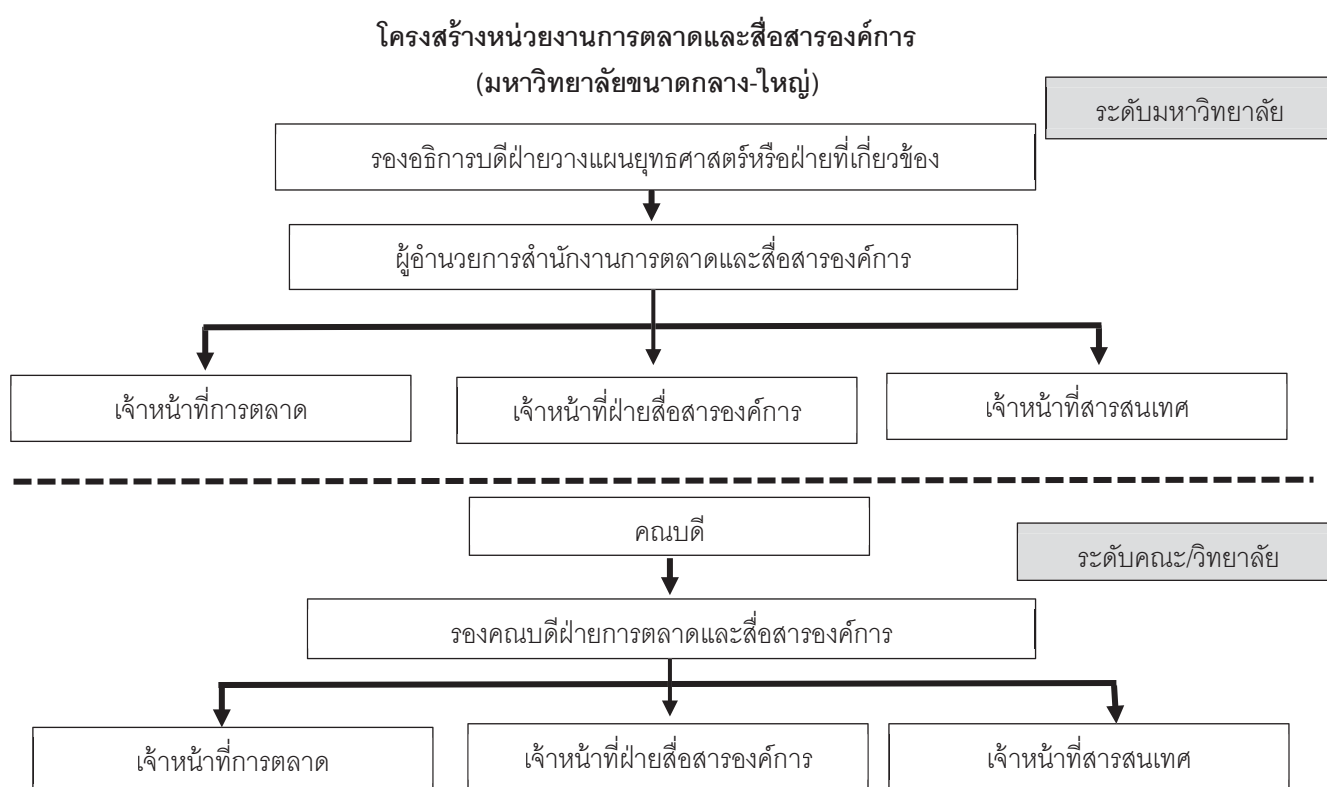 โครงสร้างหน่วยงานการตลาดและสื่อสารองค์การ
(มหาวิทยาลัยขนาดกลาง-ใหญ่)
ระดับมหาวิทยาลัย
รองอธิการบดีฝ่ายวางแผนยุทธศาสตร์หรือฝ่ายที่เกี่ยวข้อง
ผู้อำนวยการสำนักงานการตลาดและสื่อสารองค์การ
เจ้าหน้าที่การตลาด
เจ้าหน้าที่ฝ่ายสื่อสารองค์การ
เจ้าหน้าที่สารสนเทศ
คณบดี
ระดับคณะ/วิทยาลัย
รองคณบดีฝ่ายการตลาดและสื่อสารองค์การ
เจ้าหน้าที่การตลาด
เจ้าหน้าที่ฝ่ายสื่อสารองค์การ
เจ้าหน้าที่สารสนเทศ